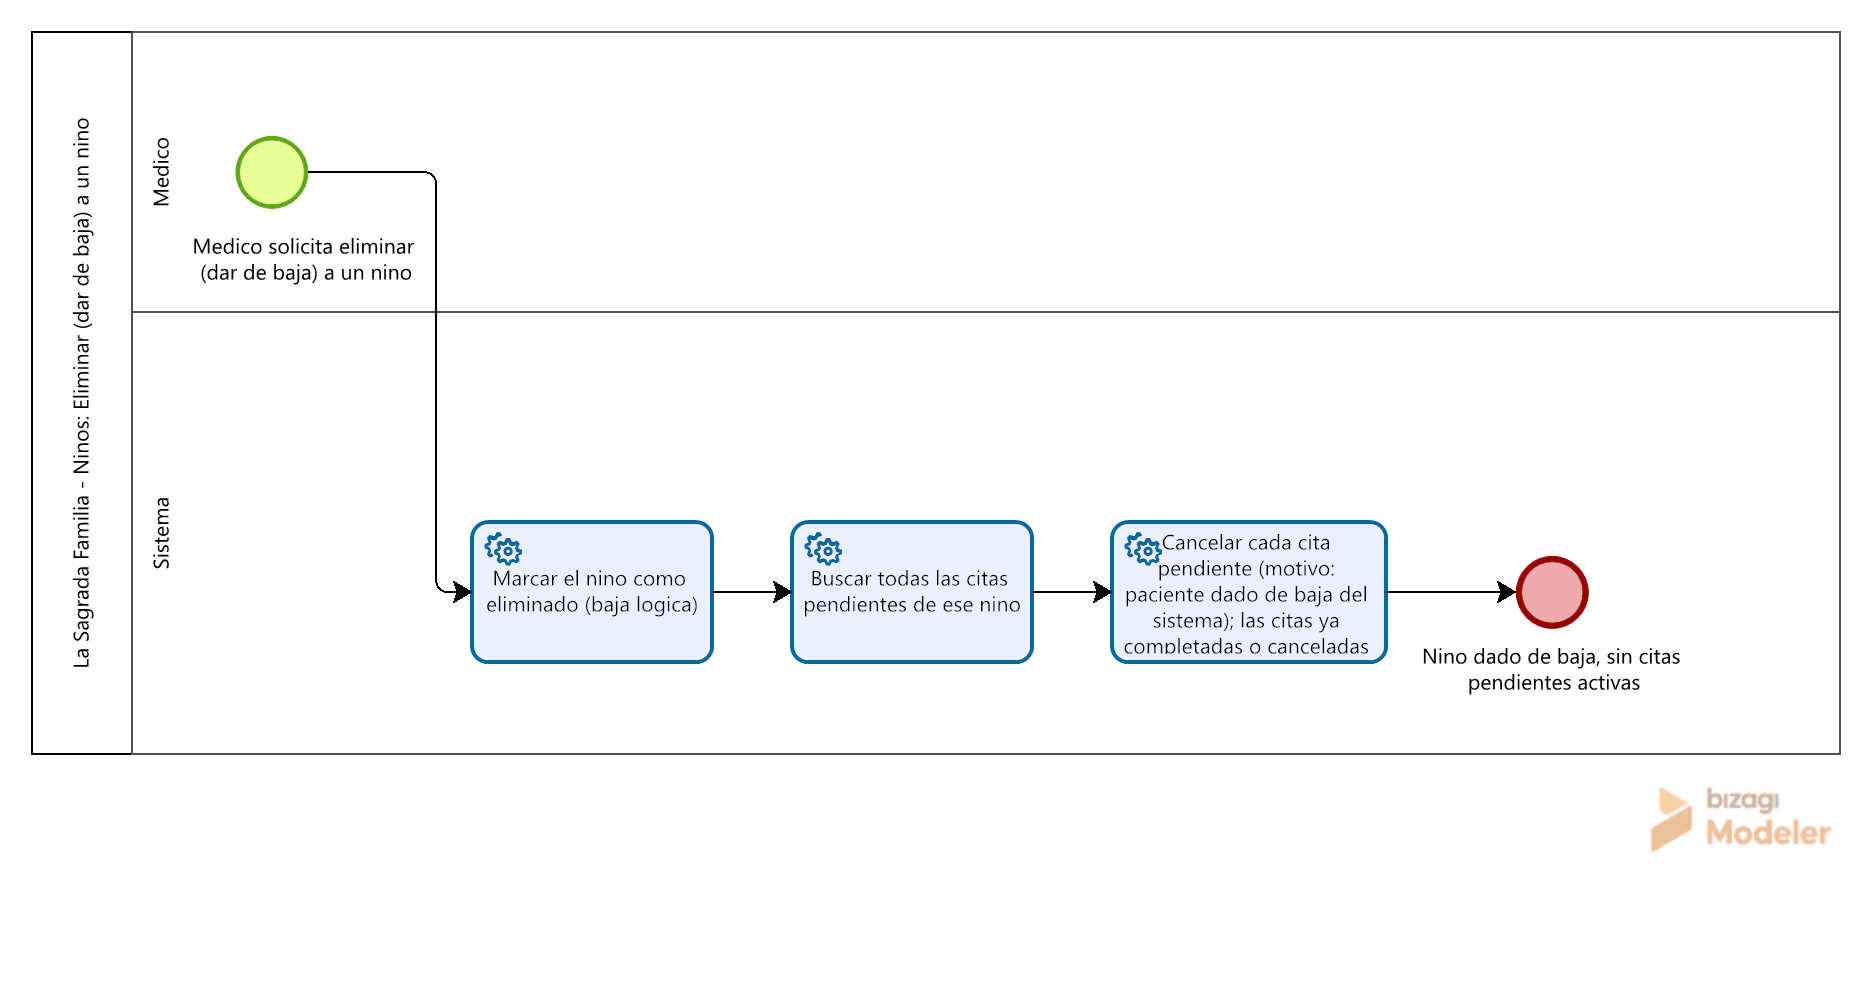 La Sagrada Familia - Ninos: Eliminar (dar de baja) a un nino
Medico
Medico solicita eliminar
(dar de baja) a un nino
Sistema
Marcar el nino como
eliminado (baja logica)
Buscar todas las citas
pendientes de ese nino
Cancelar cada cita
pendiente (motivo:
paciente dado de baja del
sistema); las citas ya
completadas o canceladas
Nino dado de baja, sin citas
pendientes activas
bizagi
Modeler